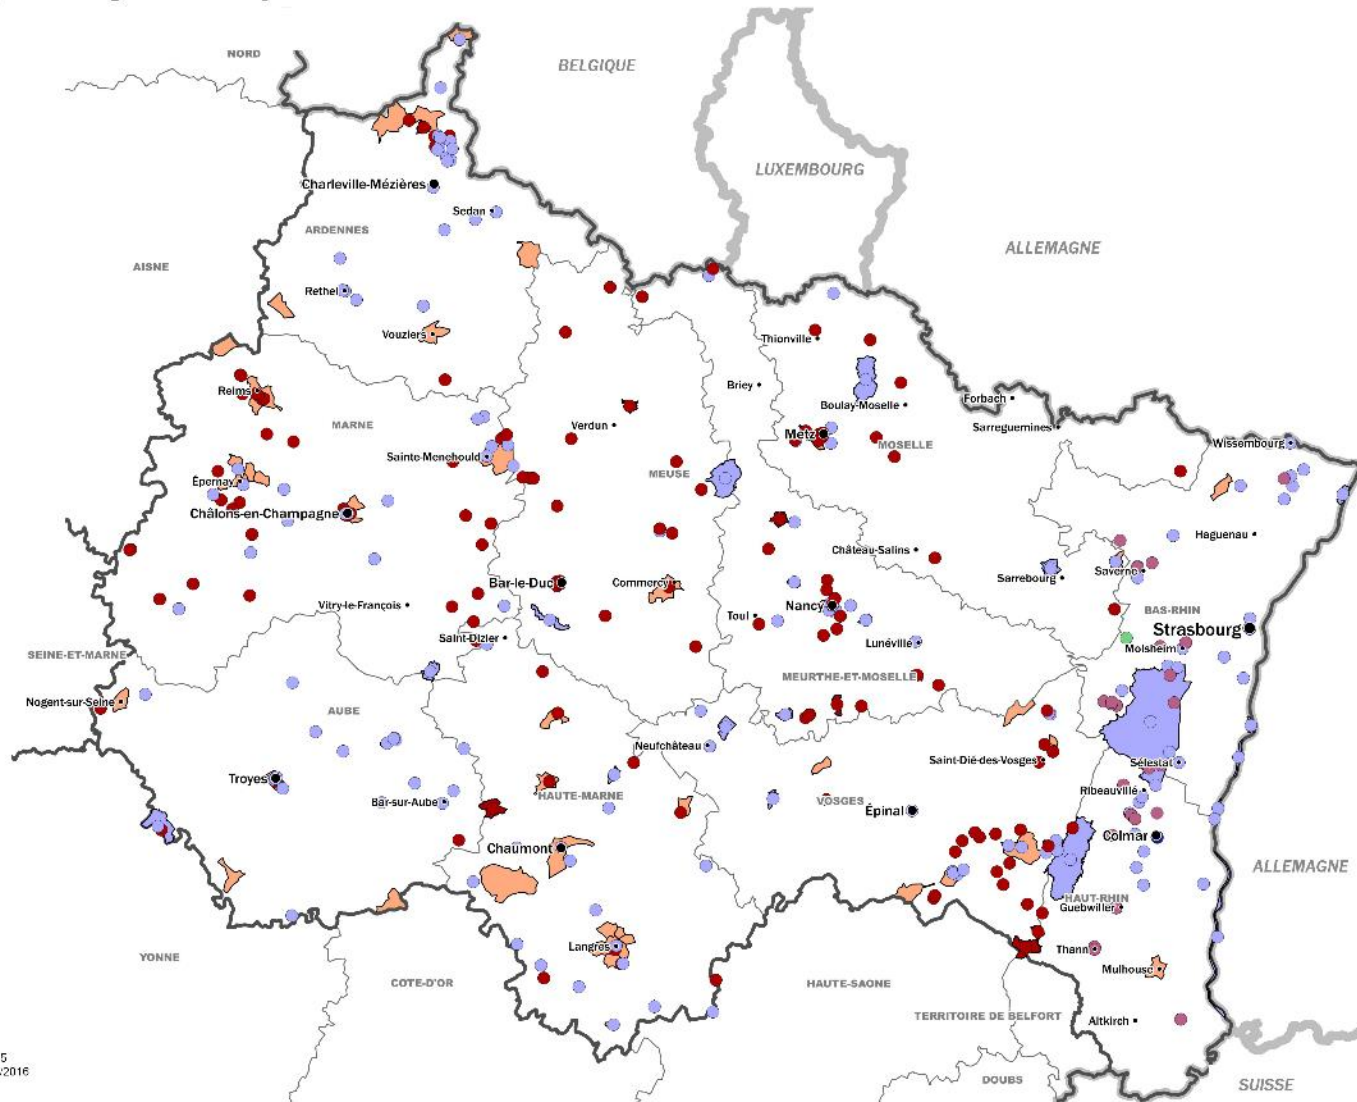 NORD
BELGIQUE
LUXEMBOURG
Charleville-Mézières
Sedan
ARDENNES
ALLEMAGNE
AISNE
Rethel
Vouziers
Thionville
Reims
Briey
Boulay-Moselle
Forbach
MARNE
Verdun
Sarreguemines
Metz
MOSELLE
Wissembourg
Sainte-Menehould
MEUSE
Épernay
Châlons-en-Champagne
Haguenau
Château-Salins
Saverne
Sarrebourg
Bar-le-Duc
Commercy
Vitry-le-François
Nancy
BAS-RHIN
Toul
Strasbourg
Saint-Dizier
Lunéville
Molsheim
SEINE-ET-MARNE
MEURTHE-ET-MOSELLE
Nogent-sur-Seine
AUBE
Neufchâteau
Saint-Dié-des-Vosges
Sélestat
Troyes
Ribeauvillé
HAUTE-MARNE
Bar-sur-Aube
VOSGES
Épinal
Colmar
Chaumont
ALLEMAGNE
HAUT-RHIN
Guebwiller
Langres
Thann
YONNE
Mulhouse
COTE-D'OR
HAUTE-SAONE
TERRITOIRE DE BELFORT
Altkirch
5
/2016
DOUBS
SUISSE